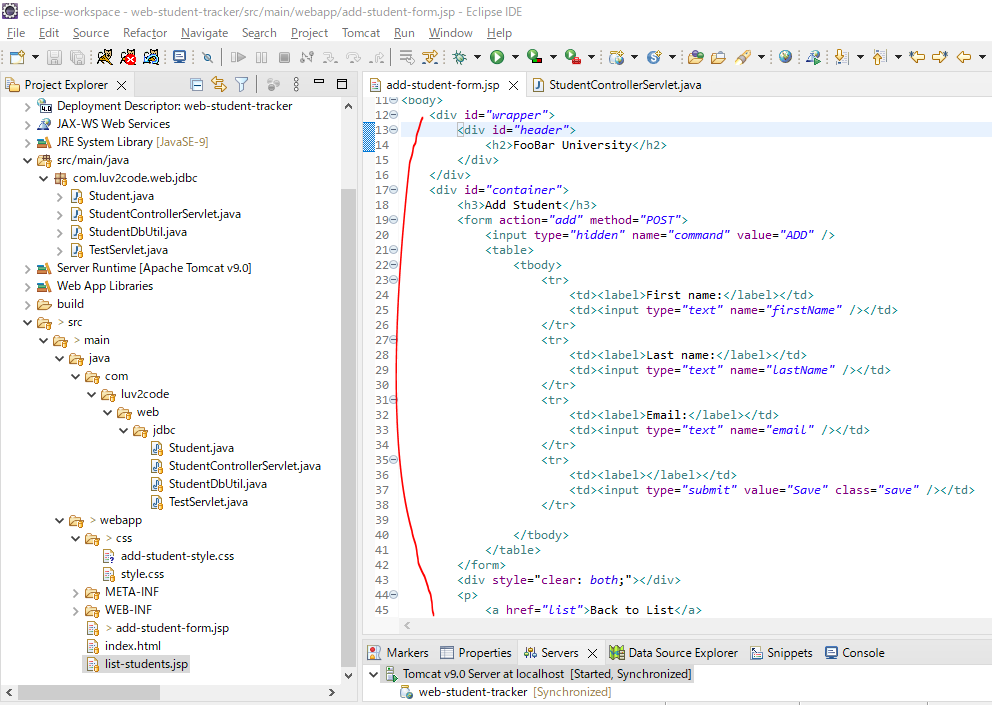 eclipse-workspace - web-student-tracker/src/main/webapp/add-student-form.jsp - Eclipse IDE
File Edit Source Refactor Navigate Search Project Tomcat Run Window Help
Project Explorer
Deployment Descriptor: web-student-tracker
JAX-WS Web Services
JRE System Library [JavaSE-9]
src/main/java
com.luv2code.web.jdbc
Student.java
StudentControllerServlet.java
StudentDbUtil.java
TestServlet.java
Server Runtime [Apache Tomcat v9.0]
Web App Libraries
build
> src
> main
java
com
luv2code
web
jdbc
Student.java
StudentControllerServlet.java
StudentDbUtil.java
TestServlet.java
> webapp
> css
add-student-style.css
style.css
META-INF
WEB-INF
> add-student-form.jsp
index.html
list-students.jsp
add-student-form.jsp
StudentControllerServlet.java
11 <body>
12 <div id="wrapper">
13 <div id="header">
14 <h2>FooBar University</h2>
15 </div>
16 </div>
17 <div id="container">
18 <h3>Add Student</h3>
19 <form action="add" method="POST">
20 <input type="hidden" name="command" value="ADD" />
21 <table>
22 <tbody>
23 <tr>
24 <td><label>First name:</label></td>
25 <td><input type="text" name="firstName" /></td>
26 </tr>
27 <tr>
28 <td><label>Last name:</label></td>
29 <td><input type="text" name="lastName" /></td>
30 </tr>
31 <tr>
32 <td><label>Email:</label></td>
33 <td><input type="text" name="email" /></td>
34 </tr>
35 <tr>
36 <td><label></label></td>
37 <td><input type="submit" value="Save" class="save" /></td>
38 </tr>
39
40 </tbody>
41 </table>
42 </form>
43 <div style="clear: both;"></div>
44 <p>
45 <a href="list">Back to List</a>
Markers Properties Servers Data Source Explorer Snippets Console
Tomcat v9.0 Server at localhost [Started, Synchronized]
web-student-tracker [Synchronized]